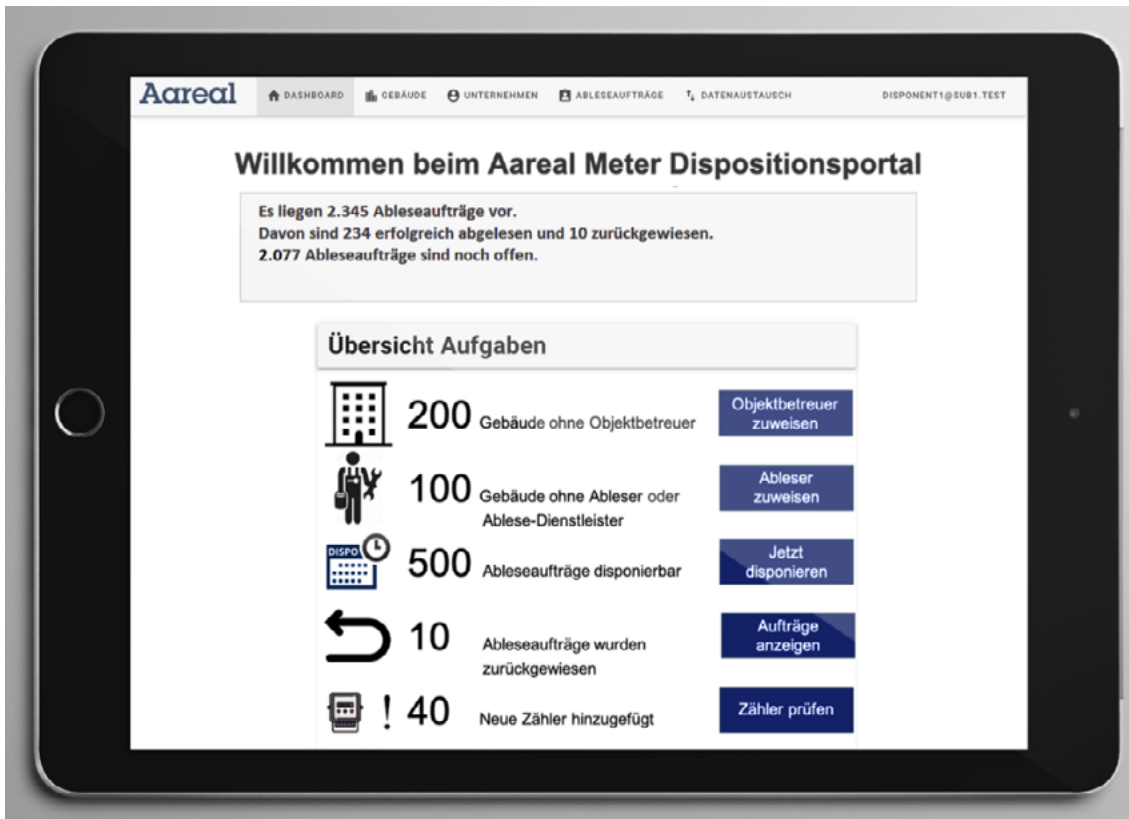 Aareal
DASHBOARD
GEBÄUDE
UNTERNEHMEN
ABLESEAUFTRÄGE
DATENAUSTAUSCH
DISPONENT1@SUB1.TEST
Willkommen beim Aareal Meter Dispositionsportal
Es liegen 2.345 Ableseaufträge vor.
Davon sind 234 erfolgreich abgelesen und 10 zurückgewiesen.
2.077 Ableseaufträge sind noch offen.
Übersicht Aufgaben
200 Gebäude ohne Objektbetreuer
Objektbetreuer
zuweisen
100 Gebäude ohne Ableser oder
Ablese-Dienstleister
Ableser
zuweisen
DISPO
500 Ableseaufträge disponierbar
Jetzt
disponieren
10 Ableseaufträge wurden
zurückgewiesen
Aufträge
anzeigen
! 40 Neue Zähler hinzugefügt
Zähler prüfen